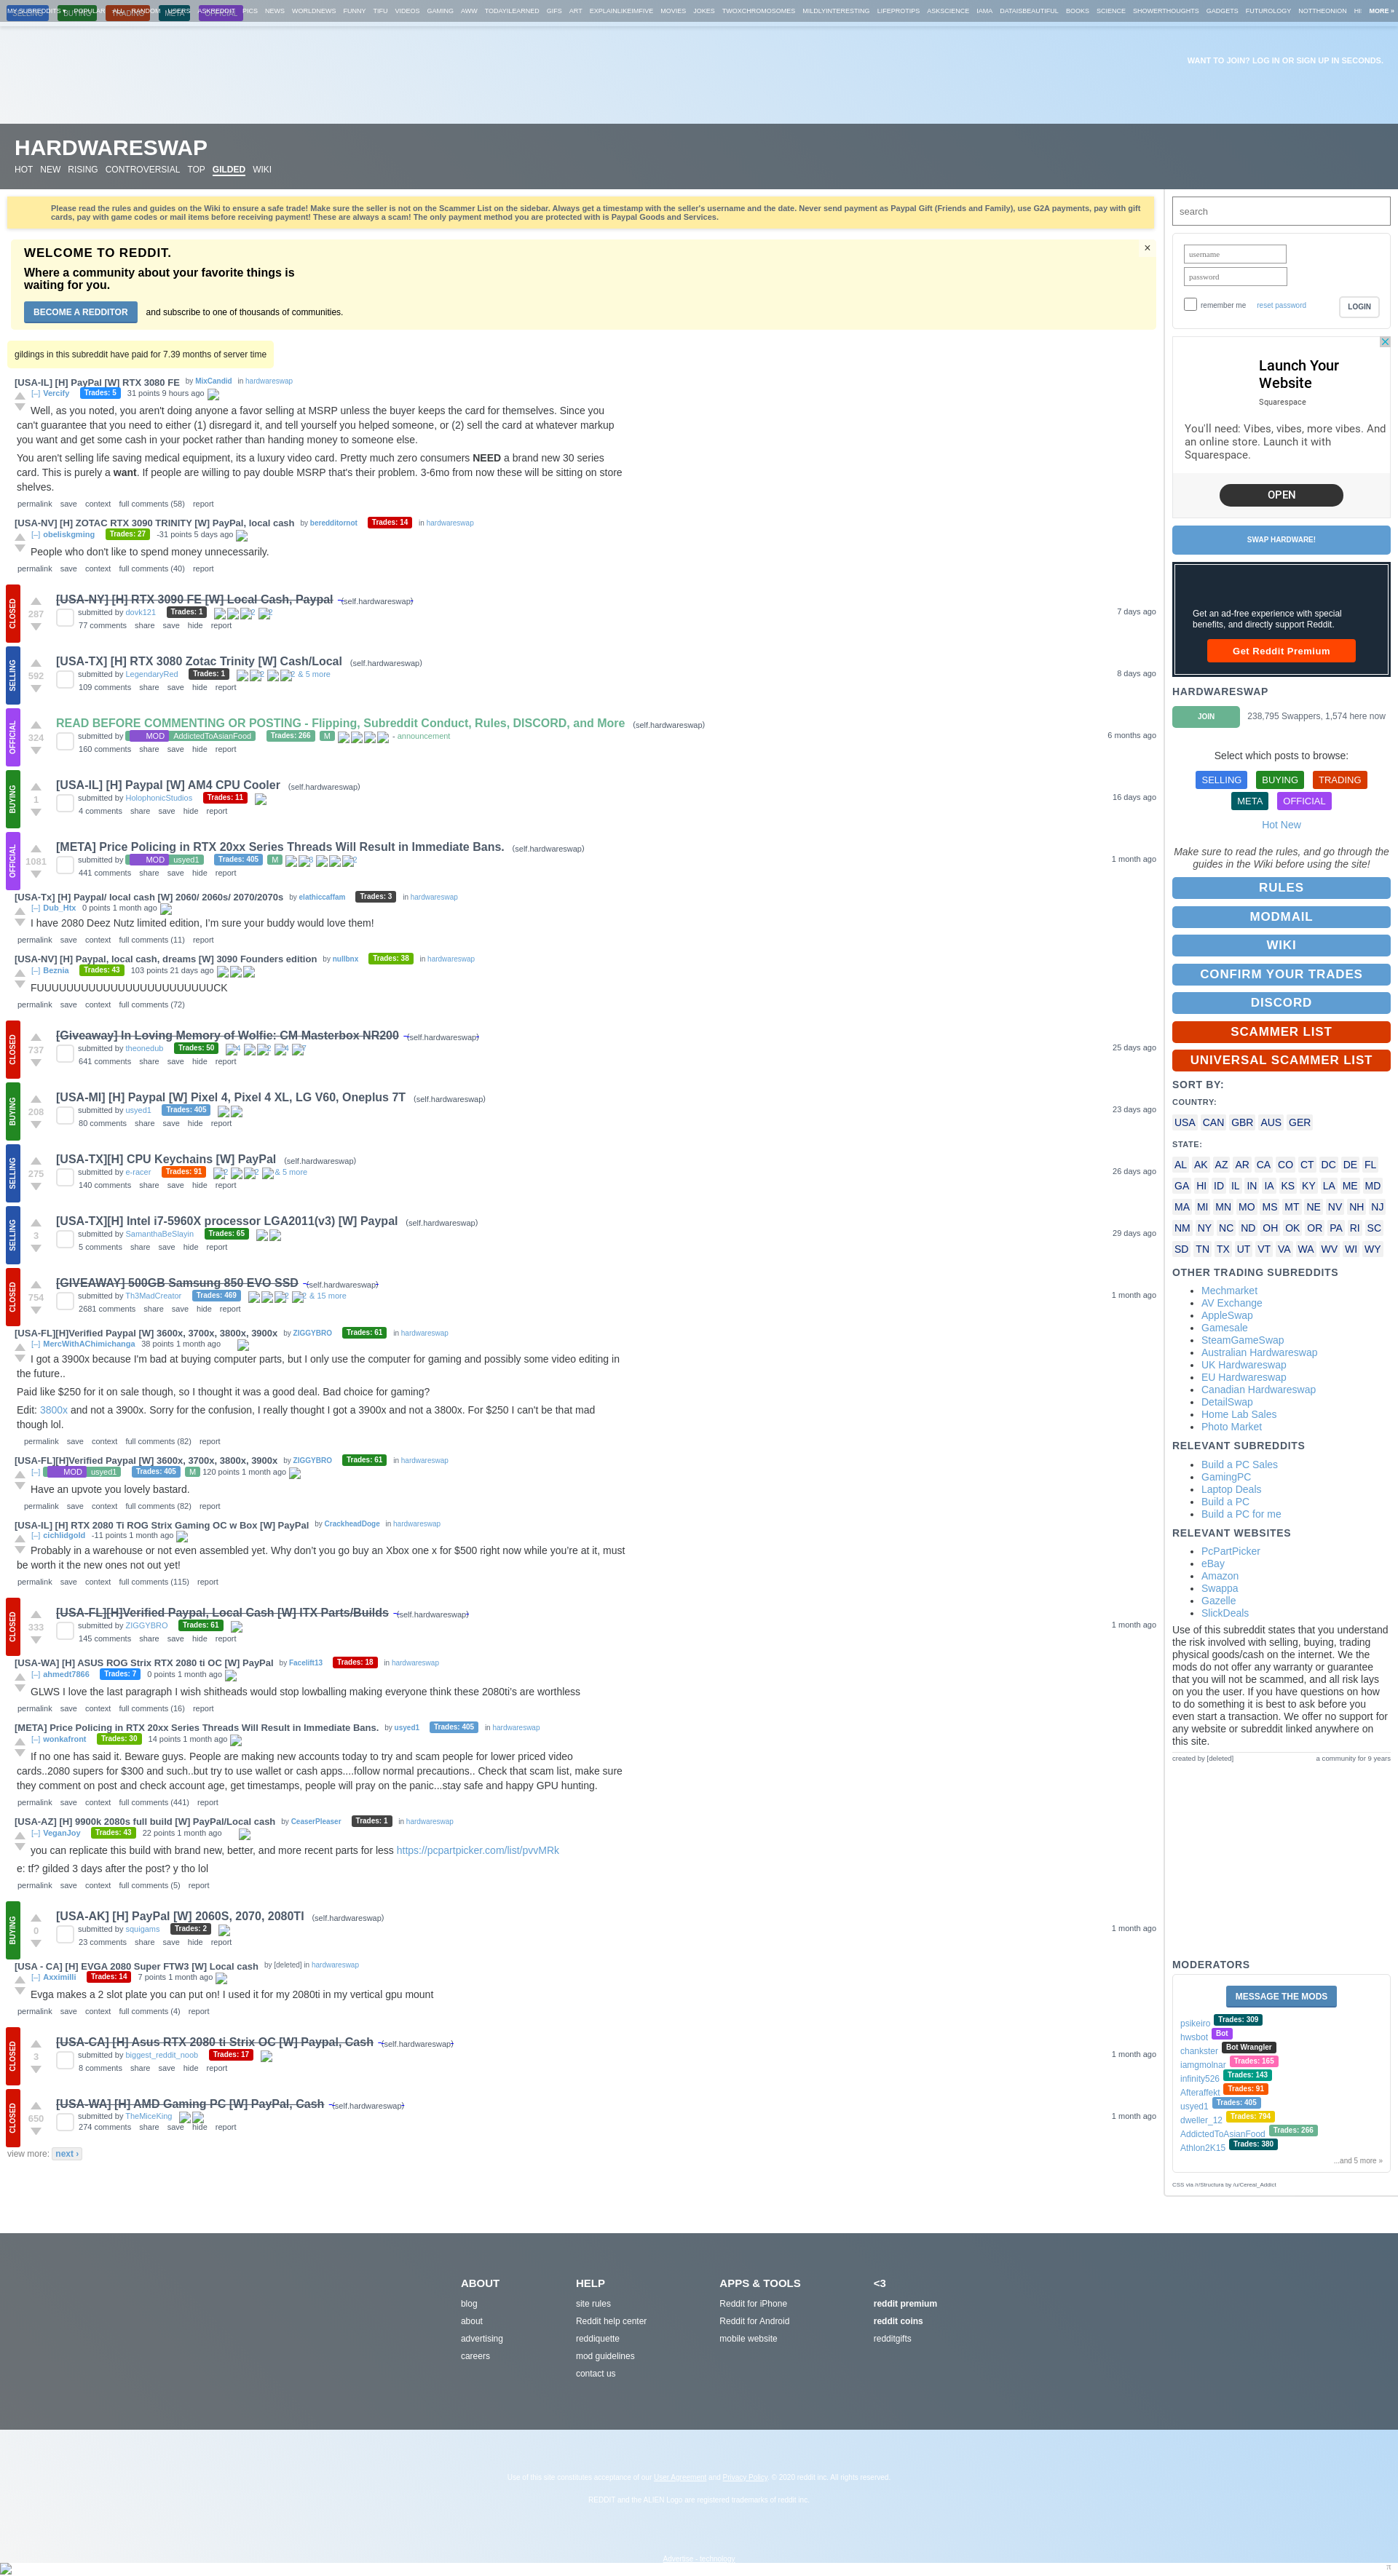 MY SUBREDDITS ▾ POPULAR ALL RANDOM USERS ASKREDDIT PICS NEWS WORLDNEWS FUNNY TIFU VIDEOS GAMING AWW TODAYILEARNED GIFS ART EXPLAINLIKEIMFIVE MOVIES JOKES TWOXCHROMOSOMES MILDLYINTERESTING LIFEPROTIPS ASKSCIENCE IAMA DATAISBEAUTIFUL BOOKS SCIENCE SHOWERTHOUGHTS GADGETS FUTUROLOGY NOTTHEONION HI MORE »
SELLING BUYING TRADING META OFFICIAL
WANT TO JOIN? LOG IN OR SIGN UP IN SECONDS.
HARDWARESWAP
HOT NEW RISING CONTROVERSIAL TOP GILDED WIKI
Please read the rules and guides on the Wiki to ensure a safe trade! Make sure the seller is not on the Scammer List on the sidebar. Always get a timestamp with the seller's username and the date. Never send payment as Paypal Gift (Friends and Family), use G2A payments, pay with gift
cards, pay with game codes or mail items before receiving payment! These are always a scam! The only payment method you are protected with is Paypal Goods and Services.
WELCOME TO REDDIT.
×
Where a community about your favorite things is
waiting for you.
BECOME A REDDITOR and subscribe to one of thousands of communities.
gildings in this subreddit have paid for 7.39 months of server time
[USA-IL] [H] PayPal [W] RTX 3080 FE by MixCandid in hardwareswap
[–] Vercify Trades: 5 31 points 9 hours ago
Well, as you noted, you aren't doing anyone a favor selling at MSRP unless the buyer keeps the card for themselves. Since you
can't guarantee that you need to either (1) disregard it, and tell yourself you helped someone, or (2) sell the card at whatever markup
you want and get some cash in your pocket rather than handing money to someone else.
You aren't selling life saving medical equipment, its a luxury video card. Pretty much zero consumers NEED a brand new 30 series
card. This is purely a want. If people are willing to pay double MSRP that's their problem. 3-6mo from now these will be sitting on store
shelves.
permalink save context full comments (58) report
[USA-NV] [H] ZOTAC RTX 3090 TRINITY [W] PayPal, local cash by beredditornot Trades: 14 in hardwareswap
[–] obeliskgming Trades: 27 -31 points 5 days ago
People who don't like to spend money unnecessarily.
permalink save context full comments (40) report
CLOSED
287
[USA-NY] [H] RTX 3090 FE [W] Local Cash, Paypal (self.hardwareswap)
submitted by dovk121 Trades: 1 2 2
7 days ago
77 comments share save hide report
SELLING
592
[USA-TX] [H] RTX 3080 Zotac Trinity [W] Cash/Local (self.hardwareswap)
submitted by LegendaryRed Trades: 1 2 2 & 5 more
8 days ago
109 comments share save hide report
OFFICIAL
324
READ BEFORE COMMENTING OR POSTING - Flipping, Subreddit Conduct, Rules, DISCORD, and More (self.hardwareswap)
submitted by MOD AddictedToAsianFood Trades: 266 M - announcement
6 months ago
160 comments share save hide report
BUYING
1
[USA-IL] [H] Paypal [W] AM4 CPU Cooler (self.hardwareswap)
submitted by HolophonicStudios Trades: 11
16 days ago
4 comments share save hide report
OFFICIAL
1081
[META] Price Policing in RTX 20xx Series Threads Will Result in Immediate Bans. (self.hardwareswap)
submitted by MOD usyed1 Trades: 405 M 3 2
1 month ago
441 comments share save hide report
[USA-Tx] [H] Paypal/ local cash [W] 2060/ 2060s/ 2070/2070s by elathiccaffam Trades: 3 in hardwareswap
[–] Dub_Htx 0 points 1 month ago
I have 2080 Deez Nutz limited edition, I'm sure your buddy would love them!
permalink save context full comments (11) report
[USA-NV] [H] Paypal, local cash, dreams [W] 3090 Founders edition by nullbnx Trades: 38 in hardwareswap
[–] Beznia Trades: 43 103 points 21 days ago
FUUUUUUUUUUUUUUUUUUUUUUUUCK
permalink save context full comments (72)
CLOSED
737
[Giveaway] In Loving Memory of Wolfie: CM Masterbox NR200 (self.hardwareswap)
submitted by theonedub Trades: 50
25 days ago
641 comments share save hide report
BUYING
208
[USA-MI] [H] Paypal [W] Pixel 4, Pixel 4 XL, LG V60, Oneplus 7T (self.hardwareswap)
submitted by usyed1 Trades: 405
23 days ago
80 comments share save hide report
SELLING
275
[USA-TX][H] CPU Keychains [W] PayPal (self.hardwareswap)
submitted by e-racer Trades: 91 2 2 & 5 more
26 days ago
140 comments share save hide report
SELLING
3
[USA-TX][H] Intel i7-5960X processor LGA2011(v3) [W] Paypal (self.hardwareswap)
submitted by SamanthaBeSlayin Trades: 65
29 days ago
5 comments share save hide report
CLOSED
754
[GIVEAWAY] 500GB Samsung 850 EVO SSD (self.hardwareswap)
submitted by Th3MadCreator Trades: 469 2 2 & 15 more
1 month ago
2681 comments share save hide report
[USA-FL][H]Verified Paypal [W] 3600x, 3700x, 3800x, 3900x by ZIGGYBRO Trades: 61 in hardwareswap
[–] MercWithAChimichanga 38 points 1 month ago
I got a 3900x because I'm bad at buying computer parts, but I only use the computer for gaming and possibly some video editing in
the future..
Paid like $250 for it on sale though, so I thought it was a good deal. Bad choice for gaming?
Edit: 3800x and not a 3900x. Sorry for the confusion, I really thought I got a 3900x and not a 3800x. For $250 I can't be that mad
though lol.
permalink save context full comments (82) report
[USA-FL][H]Verified Paypal [W] 3600x, 3700x, 3800x, 3900x by ZIGGYBRO Trades: 61 in hardwareswap
[–] MOD usyed1 Trades: 405 M 120 points 1 month ago
Have an upvote you lovely bastard.
permalink save context full comments (82) report
[USA-IL] [H] RTX 2080 Ti ROG Strix Gaming OC w Box [W] PayPal by CrackheadDoge in hardwareswap
[–] cichlidgold -11 points 1 month ago
Probably in a warehouse or not even assembled yet. Why don't you go buy an Xbox one x for $500 right now while you're at it, must
be worth it the new ones not out yet!
permalink save context full comments (115) report
CLOSED
333
[USA-FL][H]Verified Paypal, Local Cash [W] ITX Parts/Builds (self.hardwareswap)
submitted by ZIGGYBRO Trades: 61
1 month ago
145 comments share save hide report
[USA-WA] [H] ASUS ROG Strix RTX 2080 ti OC [W] PayPal by Facelift13 Trades: 18 in hardwareswap
[–] ahmedt7866 Trades: 7 0 points 1 month ago
GLWS I love the last paragraph I wish shitheads would stop lowballing making everyone think these 2080ti's are worthless
permalink save context full comments (16) report
[META] Price Policing in RTX 20xx Series Threads Will Result in Immediate Bans. by usyed1 Trades: 405 in hardwareswap
[–] wonkafront Trades: 30 14 points 1 month ago
If no one has said it. Beware guys. People are making new accounts today to try and scam people for lower priced video
cards..2080 supers for $300 and such..but try to use wallet or cash apps....follow normal precautions.. Check that scam list, make sure
they comment on post and check account age, get timestamps, people will pray on the panic...stay safe and happy GPU hunting.
permalink save context full comments (441) report
[USA-AZ] [H] 9900k 2080s full build [W] PayPal/Local cash by CeaserPleaser Trades: 1 in hardwareswap
[–] VeganJoy Trades: 43 22 points 1 month ago
you can replicate this build with brand new, better, and more recent parts for less https://pcpartpicker.com/list/pvvMRk
e: tf? gilded 3 days after the post? y tho lol
permalink save context full comments (5) report
BUYING
0
[USA-AK] [H] PayPal [W] 2060S, 2070, 2080TI (self.hardwareswap)
submitted by squigams Trades: 2
1 month ago
23 comments share save hide report
[USA - CA] [H] EVGA 2080 Super FTW3 [W] Local cash by [deleted] in hardwareswap
[–] Axximilli Trades: 14 7 points 1 month ago
Evga makes a 2 slot plate you can put on! I used it for my 2080ti in my vertical gpu mount
permalink save context full comments (4) report
CLOSED
3
[USA-CA] [H] Asus RTX 2080 ti Strix OC [W] Paypal, Cash (self.hardwareswap)
submitted by biggest_reddit_noob Trades: 17
1 month ago
8 comments share save hide report
CLOSED
650
[USA-WA] [H] AMD Gaming PC [W] PayPal, Cash (self.hardwareswap)
submitted by TheMiceKing
1 month ago
274 comments share save hide report
view more: next ›
search
username
password
remember me reset password LOGIN
Launch Your
Website
Squarespace
You'll need: Vibes, vibes, more vibes. And
an online store. Launch it with
Squarespace.
OPEN
SWAP HARDWARE!
Get an ad-free experience with special
benefits, and directly support Reddit.
Get Reddit Premium
HARDWARESWAP
JOIN 238,795 Swappers, 1,574 here now
Select which posts to browse:
SELLING BUYING TRADING
META OFFICIAL
Hot New
Make sure to read the rules, and go through the
guides in the Wiki before using the site!
RULES
MODMAIL
WIKI
CONFIRM YOUR TRADES
DISCORD
SCAMMER LIST
UNIVERSAL SCAMMER LIST
SORT BY:
COUNTRY:
USA CAN GBR AUS GER
STATE:
AL AK AZ AR CA CO CT DC DE FL
GA HI ID IL IN IA KS KY LA ME MD
MA MI MN MO MS MT NE NV NH NJ
NM NY NC ND OH OK OR PA RI SC
SD TN TX UT VT VA WA WV WI WY
OTHER TRADING SUBREDDITS
Mechmarket
AV Exchange
AppleSwap
Gamesale
SteamGameSwap
Australian Hardwareswap
UK Hardwareswap
EU Hardwareswap
Canadian Hardwareswap
DetailSwap
Home Lab Sales
Photo Market
RELEVANT SUBREDDITS
Build a PC Sales
GamingPC
Laptop Deals
Build a PC
Build a PC for me
RELEVANT WEBSITES
PcPartPicker
eBay
Amazon
Swappa
Gazelle
SlickDeals
Use of this subreddit states that you understand
the risk involved with selling, buying, trading
physical goods/cash on the internet. We the
mods do not offer any warranty or guarantee
that you will not be scammed, and all risk lays
on you the user. If you have questions on how
to do something it is best to ask before you
even start a transaction. We offer no support for
any website or subreddit linked anywhere on
this site.
created by [deleted] a community for 9 years
MODERATORS
MESSAGE THE MODS
psikeiro Trades: 309
hwsbot Bot
chankster Bot Wrangler
iamgmolnar Trades: 165
infinity526 Trades: 143
Afteraffekt Trades: 91
usyed1 Trades: 405
dweller_12 Trades: 794
AddictedToAsianFood Trades: 266
Athlon2K15 Trades: 380
...and 5 more »
CSS via /r/Structura by /u/Cereal_Addict
ABOUT
blog
about
advertising
careers
HELP
site rules
Reddit help center
reddiquette
mod guidelines
contact us
APPS & TOOLS
Reddit for iPhone
Reddit for Android
mobile website
<3
reddit premium
reddit coins
redditgifts
Use of this site constitutes acceptance of our User Agreement and Privacy Policy. © 2020 reddit inc. All rights reserved.
REDDIT and the ALIEN Logo are registered trademarks of reddit inc.
Advertise - technology
π